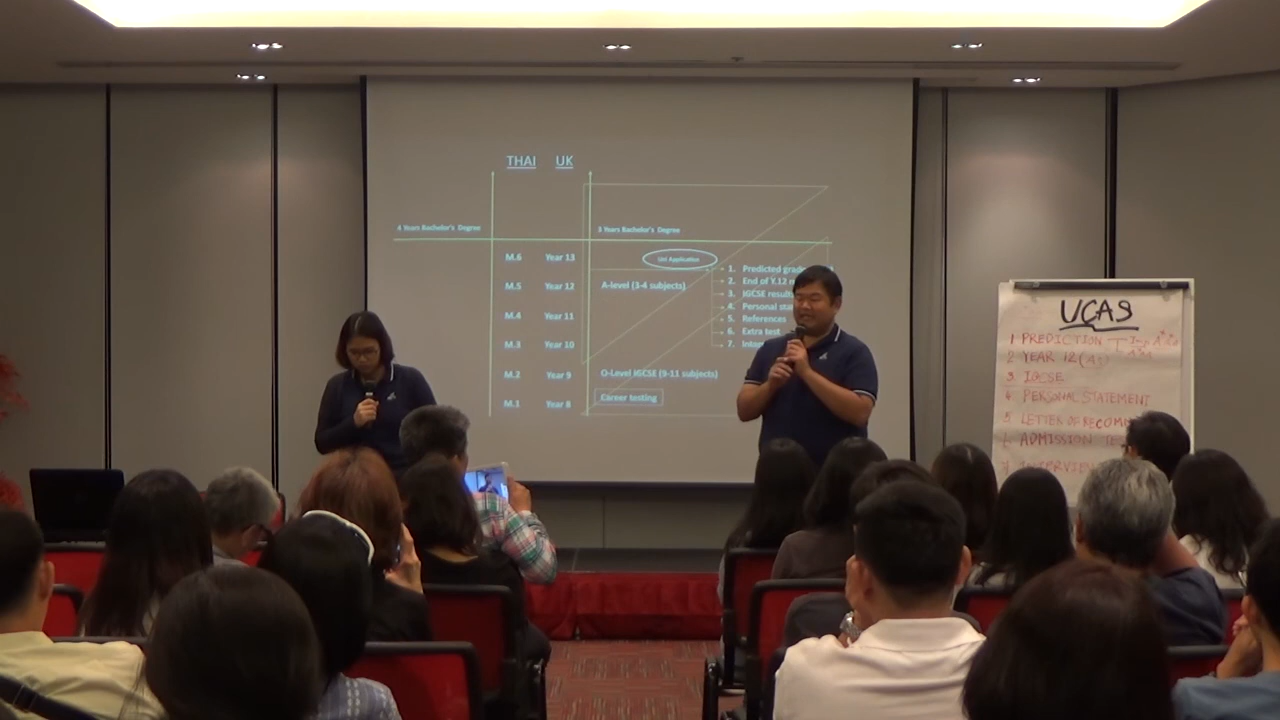 THAI UK
4 Years Bachelor's Degree
3 Years Bachelor's Degree
M.6 Year 13
Uni Application
M.5 Year 12
A-level (3-4 subjects)
M.4 Year 11
M.3 Year 10
M.2 Year 9
O-Level IGCSE (9-11 subjects)
M.1 Year 8
Career testing
1. Predicted grade
2. End of Y.12
3. IGCSE result
4. Personal sta
5. References
6. Extra test
7.
UCAS
1 PREDICTION
2 YEAR 12 (AS)
3 IGCSE
4 PERSONAL STATEMENT
5 LETTER OF RECOMM
6 ADMISSION TE
7 INTERVIEW